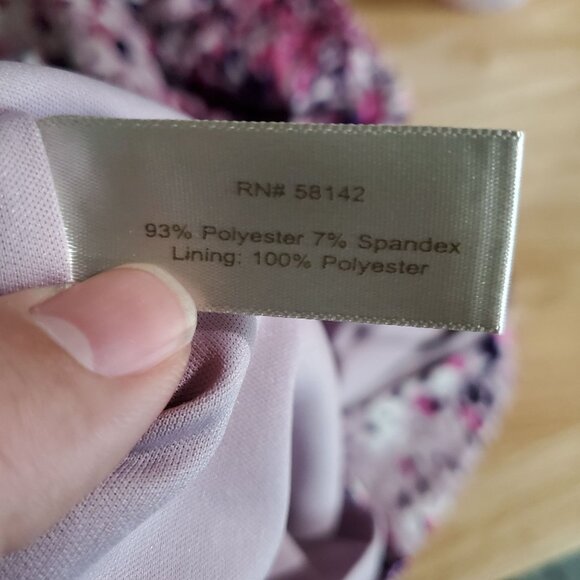 RN# 58142
93% Polyester 7% Spandex
Lining: 100% Polyester